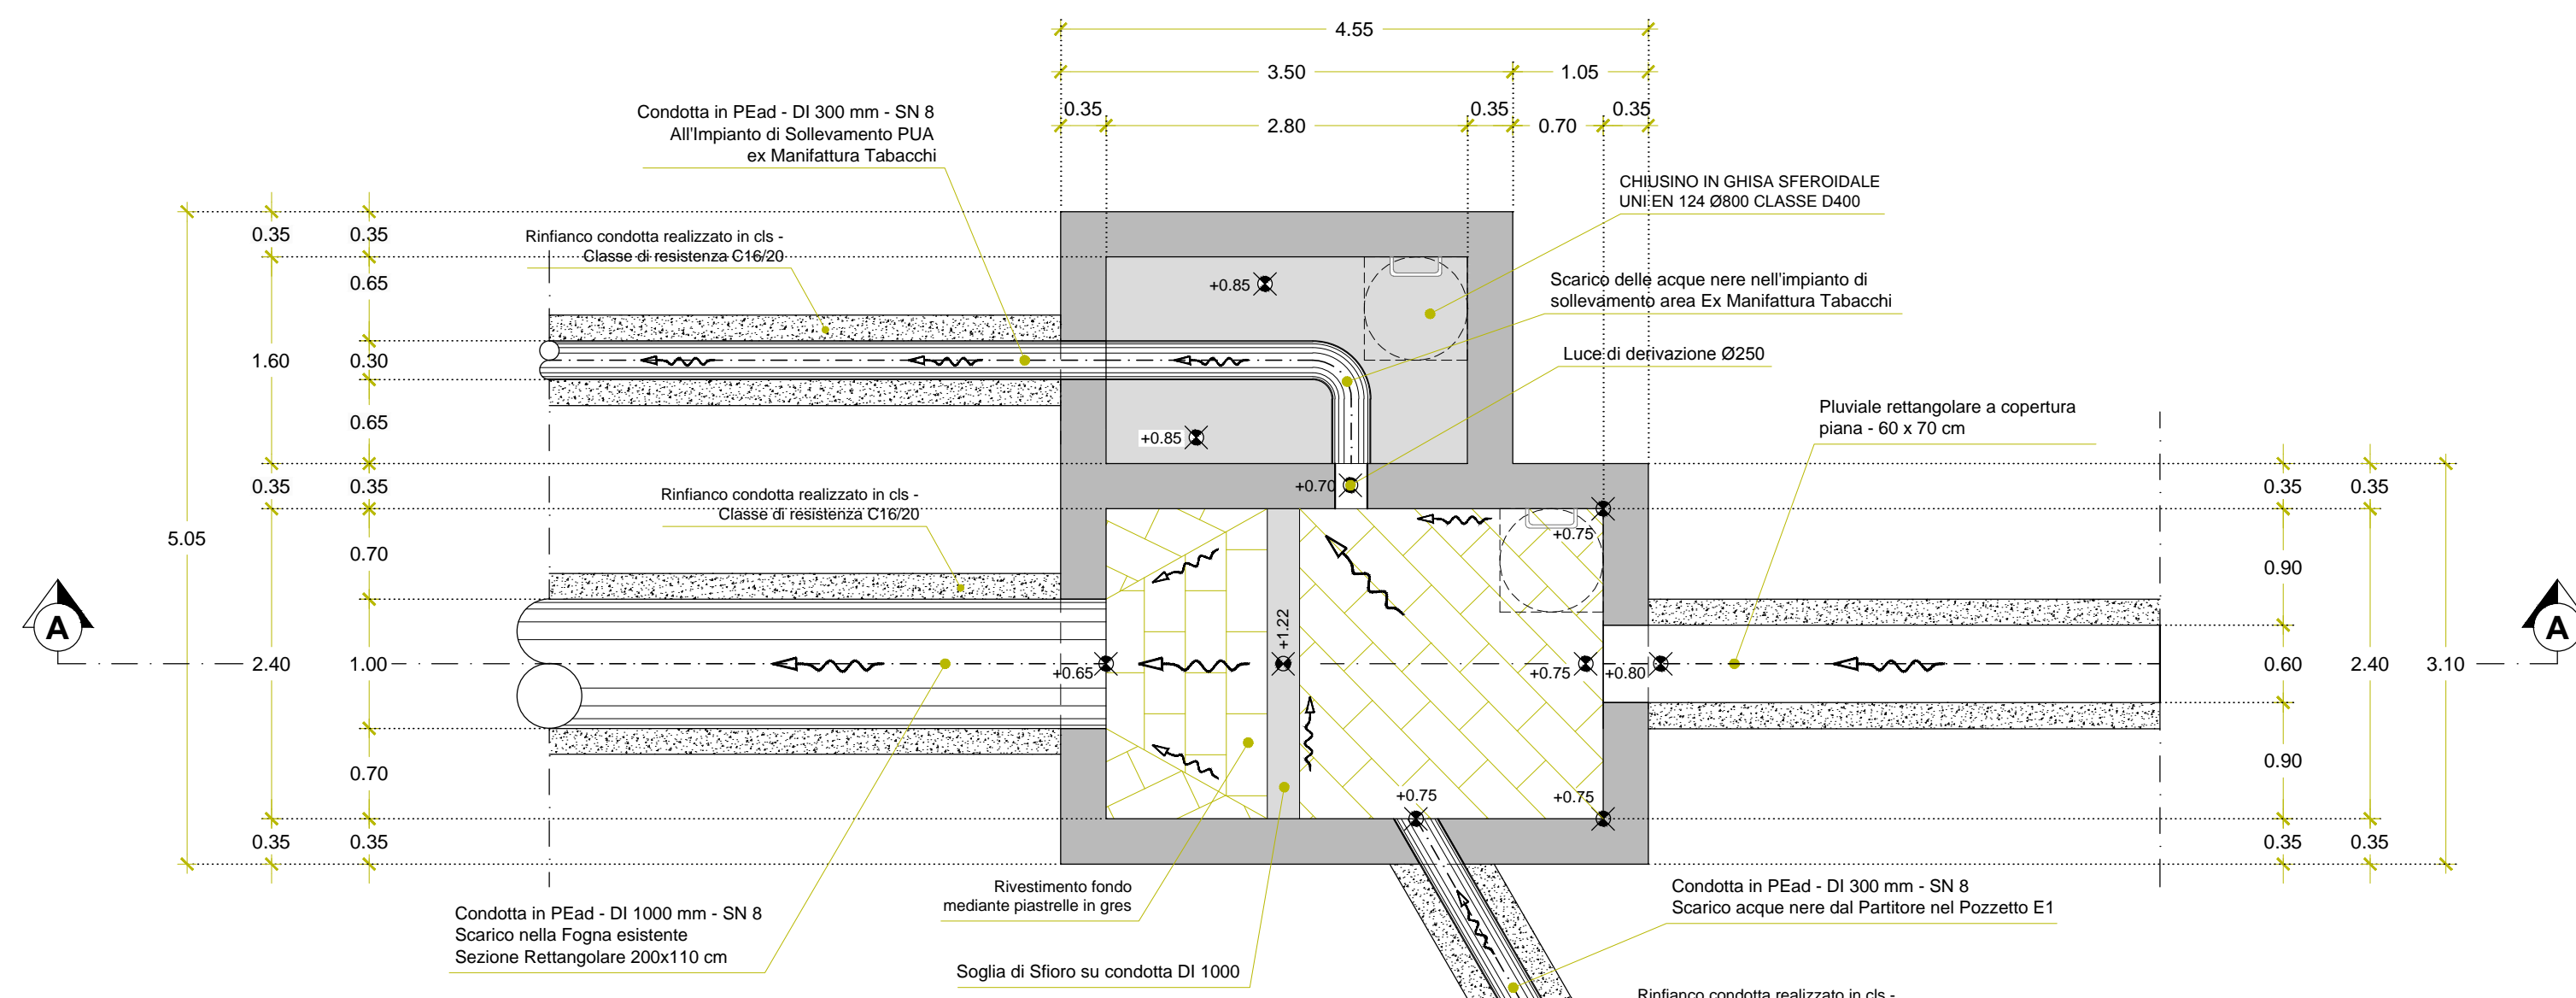 4.55
3.50
1.05
0.35
2.80
0.35
0.70
0.35
Condotta in PEad - DI 300 mm - SN 8
All'Impianto di Sollevamento PUA
ex Manifattura Tabacchi
CHIUSINO IN GHISA SFEROIDALE
UNI EN 124 Ø800 CLASSE D400
Rinfianco condotta realizzato in cls -
Classe di resistenza C16/20
Scarico delle acque nere nell'impianto di
sollevamento area Ex Manifattura Tabacchi
Luce di derivazione Ø250
Pluviale rettangolare a copertura
piana - 60 x 70 cm
0.35
0.35
0.65
1.60
0.30
0.65
0.35
0.35
5.05
0.70
2.40
1.00
0.70
0.35
0.35
+0.85
+0.85
+0.70
Rinfianco condotta realizzato in cls -
Classe di resistenza C16/20
+0.75
+1.22
+0.65
+0.75
+0.80
+0.75
+0.75
0.35
0.35
0.90
0.60
2.40
3.10
0.90
0.35
0.35
A
A
Rivestimento fondo
mediante piastrelle in gres
Condotta in PEad - DI 300 mm - SN 8
Scarico acque nere dal Partitore nel Pozzetto E1
Condotta in PEad - DI 1000 mm - SN 8
Scarico nella Fogna esistente
Sezione Rettangolare 200x110 cm
Soglia di Sfioro su condotta DI 1000
Rinfianco condotta realizzato in cls -